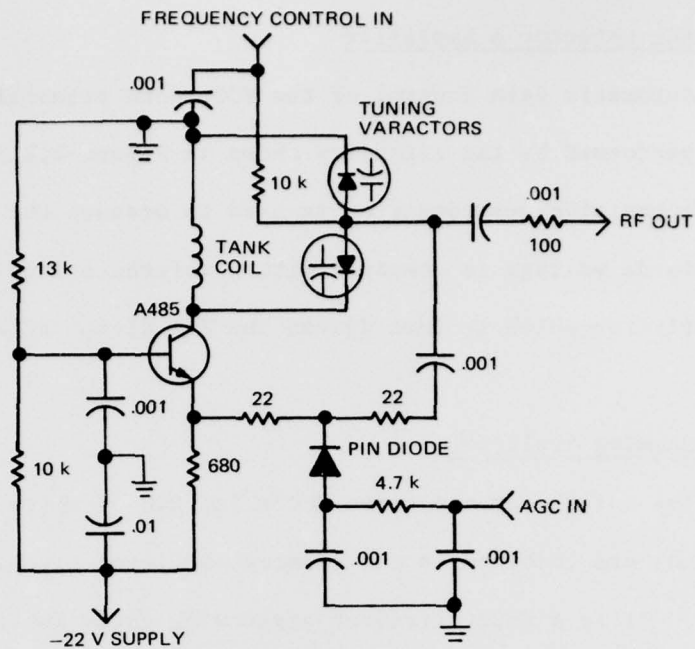 FREQUENCY CONTROL IN
.001
TUNING
VARACTORS
10 k
.001
RF OUT
100
TANK
COIL
13 k
A485
.001
.001
22
22
10 k
680
PIN DIODE
4.7 k
AGC IN
.01
.001
.001
−22 V SUPPLY